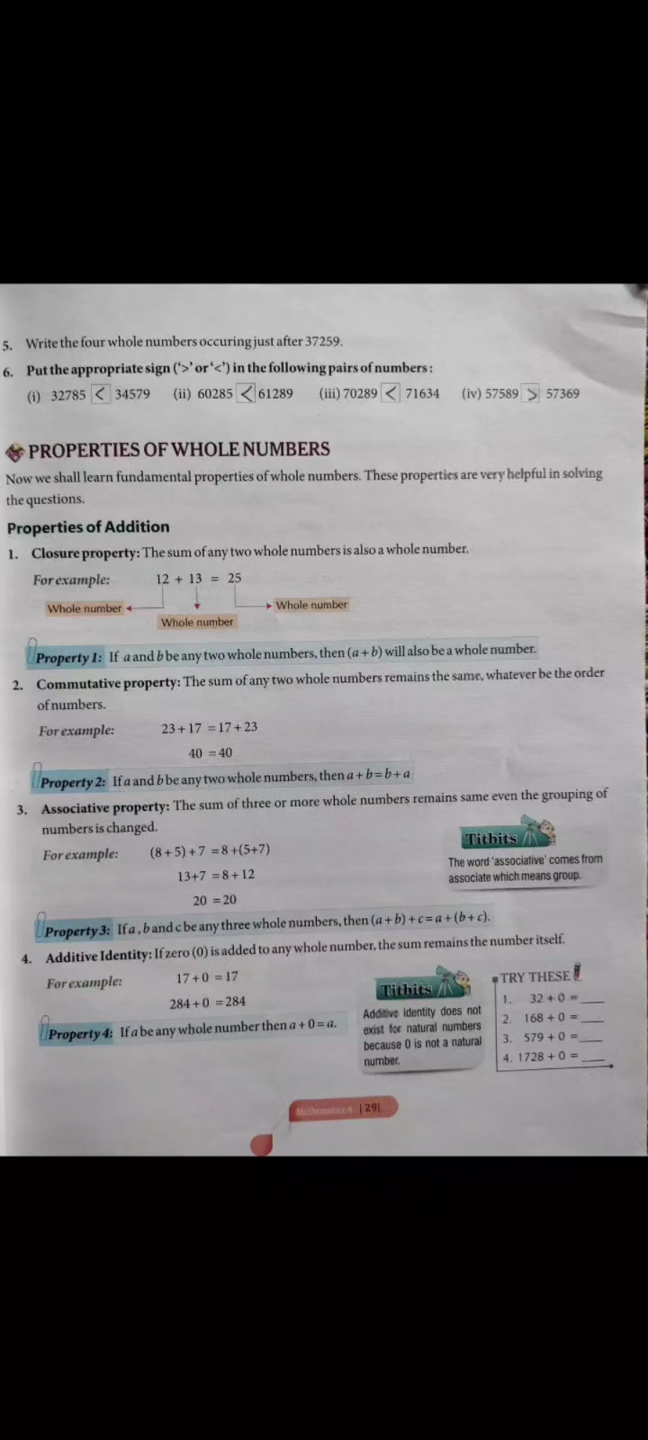 5. Write the four whole numbers occuring just after 37259.
6. Put the appropriate sign ('>' or '<') in the following pairs of numbers :
(i) 32785 < 34579 (ii) 60285 < 61289 (iii) 70289 < 71634 (iv) 57589 > 57369
PROPERTIES OF WHOLE NUMBERS
Now we shall learn fundamental properties of whole numbers. These properties are very helpful in solving
the questions.
Properties of Addition
1. Closure property: The sum of any two whole numbers is also a whole number.
For example: 12 + 13 = 25
Whole number Whole number
Whole number
Property 1: If a and b be any two whole numbers, then (a + b) will also be a whole number.
2. Commutative property: The sum of any two whole numbers remains the same, whatever be the order
of numbers.
For example: 23 + 17 = 17 + 23
40 = 40
Property 2: If a and b be any two whole numbers, then a + b = b + a
3. Associative property: The sum of three or more whole numbers remains same even the grouping of
numbers is changed.
For example: (8 + 5) + 7 = 8 + (5+7)
13+7 = 8 + 12
20 = 20
Titbits
The word 'associative' comes from
associate which means group.
Property 3: If a , b and c be any three whole numbers, then (a + b) + c = a + (b + c).
4. Additive Identity: If zero (0) is added to any whole number, the sum remains the number itself.
For example: 17 + 0 = 17
284 + 0 = 284
Property 4: If a be any whole number then a + 0 = a.
Titbits
Additive identity does not
exist for natural numbers
because 0 is not a natural
number.
TRY THESE
1. 32 + 0 = ___
2. 168 + 0 = ___
3. 579 + 0 = ___
4. 1728 + 0 = ___
Mathematics-6 | 29|